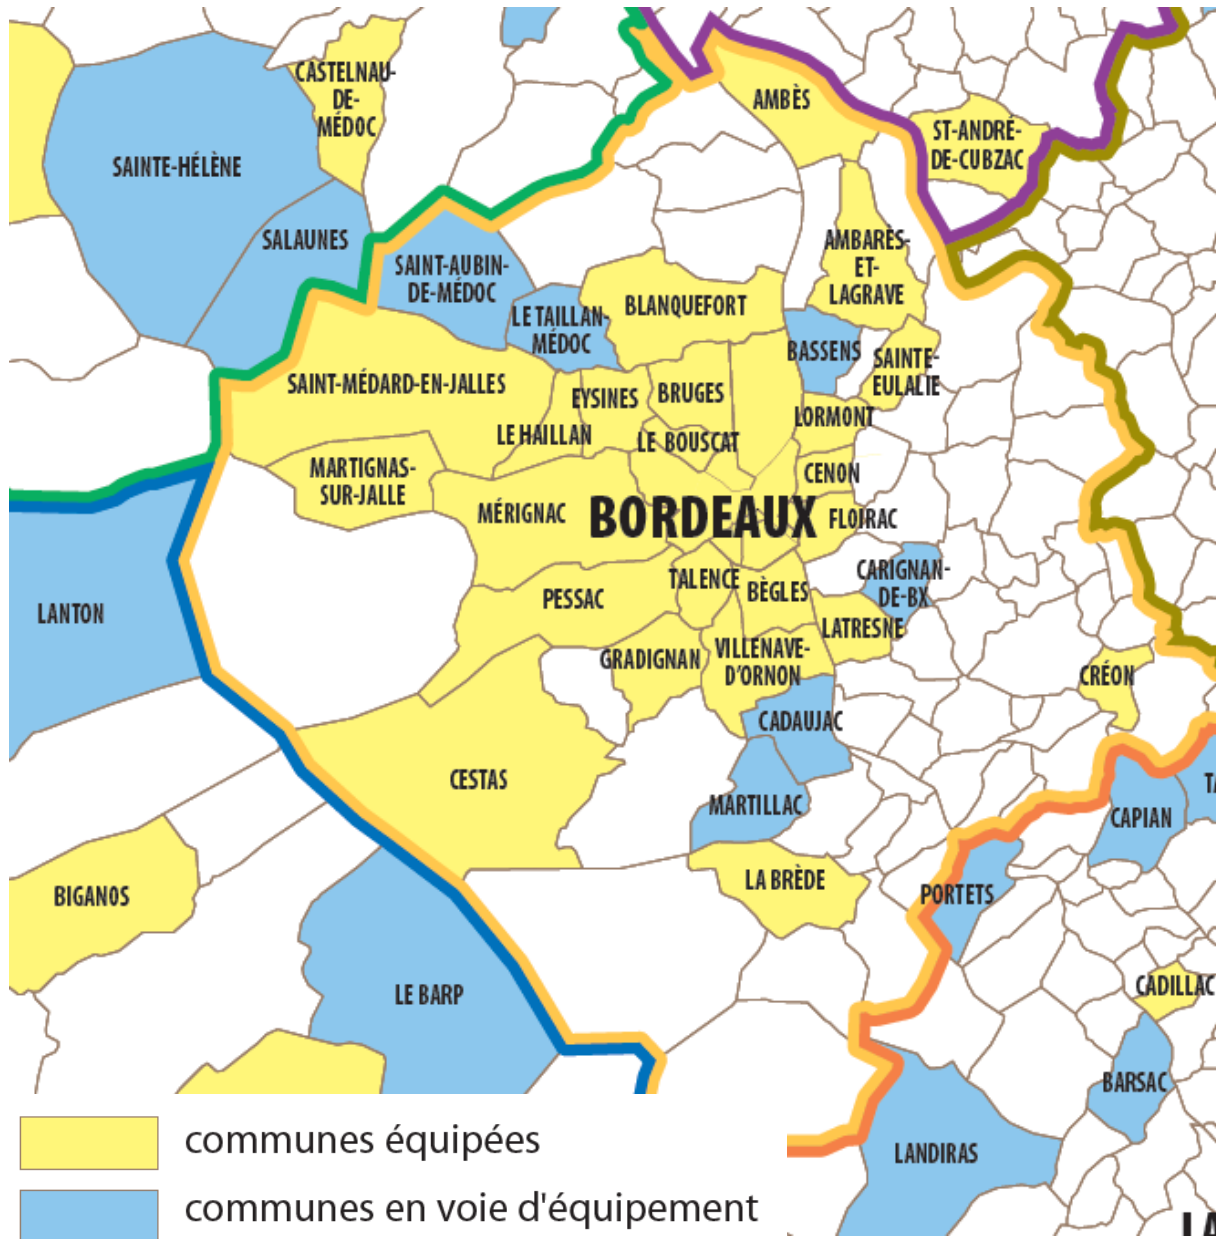 CASTELNAU-
DE-
MÉDOC
AMBÈS
ST-ANDRÉ-
DE-CUBZAC
SAINTE-HÉLÈNE
SALAUNES
SAINT-AUBIN-
DE-MÉDOC
AMBARÈS-
ET-
LAGRAVE
LE TAILLAN-
MÉDOC
BLANQUEFORT
BASSENS
SAINTE-
EULALIE
SAINT-MÉDARD-EN-JALLES
EYSINES
BRUGES
LORMONT
LE HAILLAN
LE BOUSCAT
MARTIGNAS-
SUR-JALLE
CENON
MÉRIGNAC
BORDEAUX
FLOIRAC
LANTON
PESSAC
TALENCE
BÈGLES
CARIGNAN-
DE-BX
LATRESNE
GRADIGNAN
VILLENAVE-
D'ORNON
CRÉON
CADAUJAC
CESTAS
MARTILLAC
TA
CAPIAN
BIGANOS
LA BRÈDE
PORTETS
LE BARP
CADILLAC
BARSAC
LANDIRAS
LA
communes équipées
communes en voie d'équipement